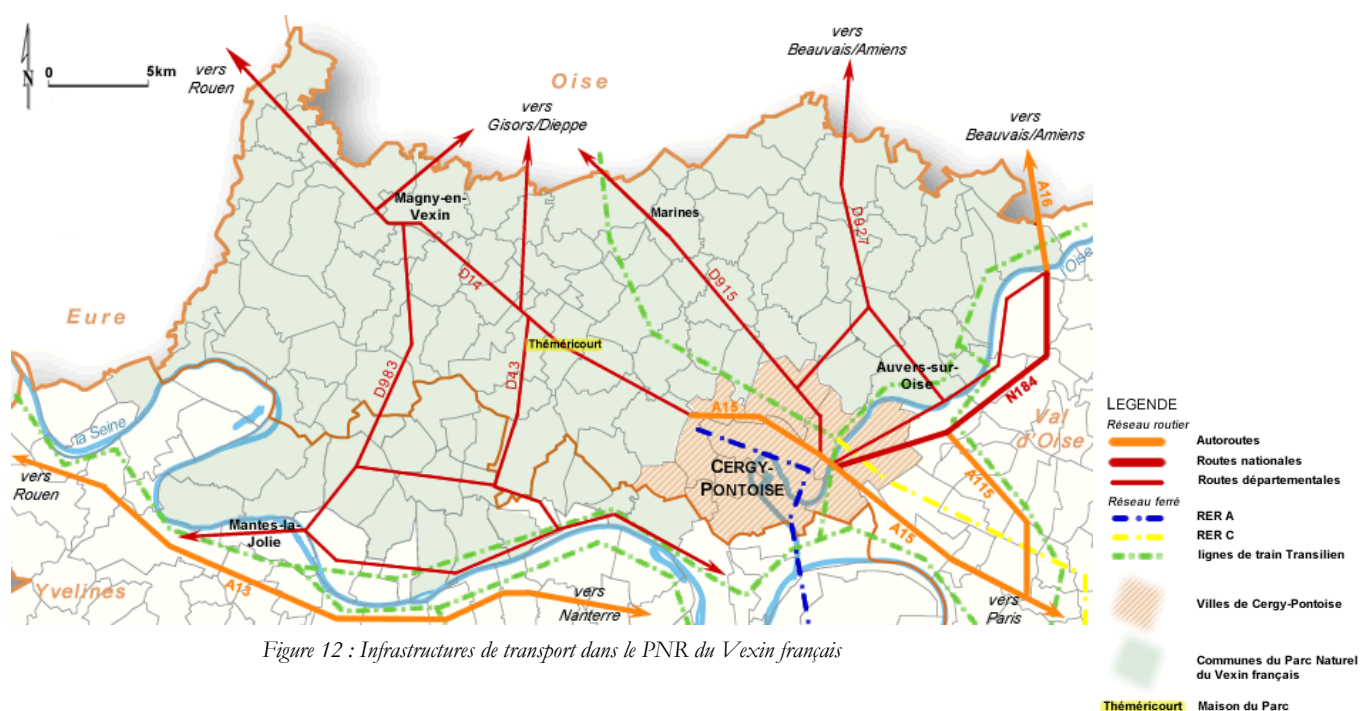 vers
Beauvais/Amiens
N
0 5km
vers
Rouen
Oise
vers
Gisors/Dieppe
vers
Beauvais/Amiens
A16
Magny-en-
Vexin
Marines
D927
l'Oise
D14
D915
Eure
Théméricourt
D983
D43
Auvers-sur-
Oise
N184
la Seine
A15
Val
d'Oise
CERGY-
PONTOISE
vers
Rouen
A115
Mantes-la-
Jolie
A15
A13
Yvelines
vers
Nanterre
vers
Paris
LEGENDE
Réseau routier
Autoroutes
Routes nationales
Routes départementales
Réseau ferré
RER A
RER C
lignes de train Transilien
Villes de Cergy-Pontoise
Communes du Parc Naturel
du Vexin français
Théméricourt Maison du Parc
Figure 12 : Infrastructures de transport dans le PNR du Vexin français